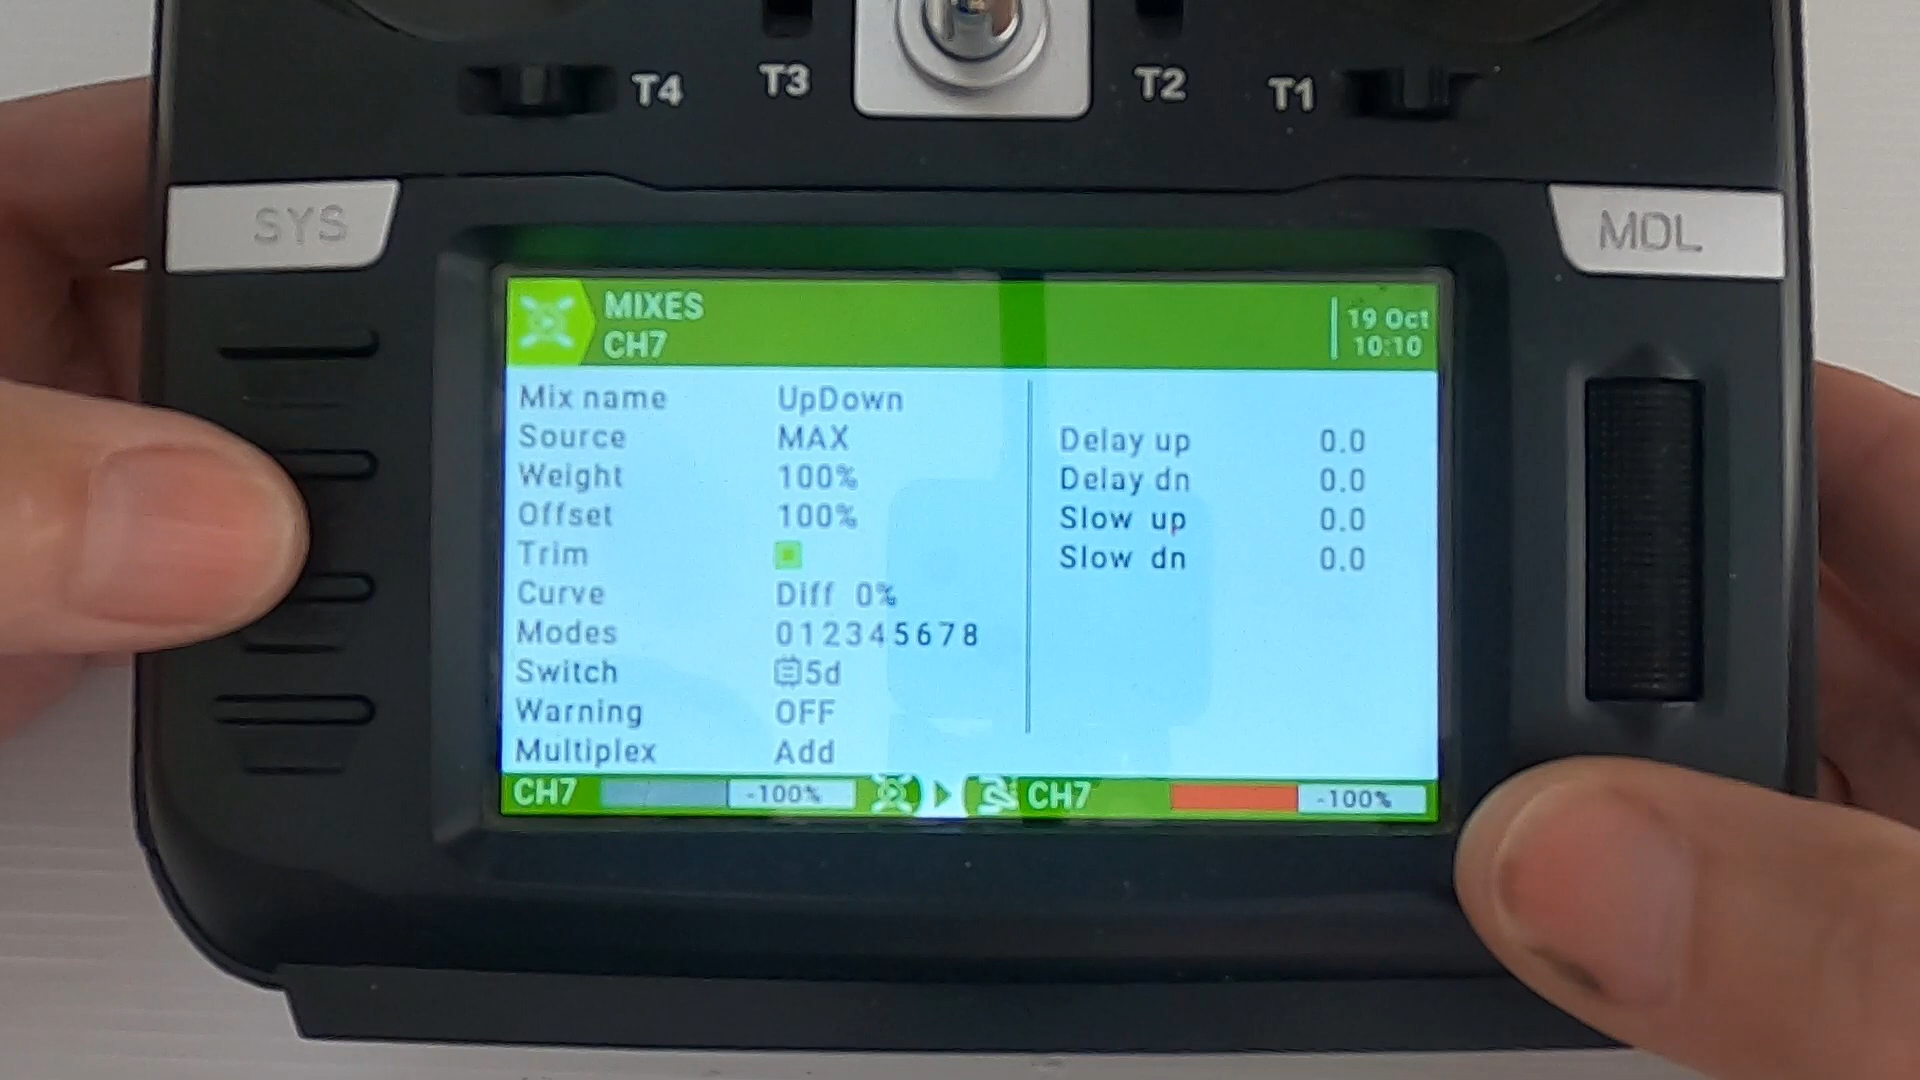 T4 T3 T2 T1
SYS
MDL
MIXES
CH7
19 Oct
10:10
Mix name UpDown
Source MAX
Weight 100%
Offset 100%
Trim
Curve Diff 0%
Modes 012345678
Switch 5d
Warning OFF
Multiplex Add
Delay up 0.0
Delay dn 0.0
Slow up 0.0
Slow dn 0.0
CH7 -100% CH7 -100%